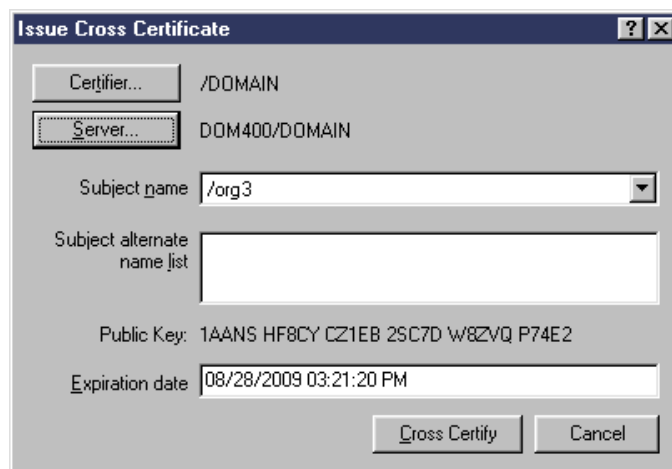 Issue Cross Certificate
Certifier... /DOMAIN
Server... DOM400/DOMAIN
Subject name /org3
Subject alternate
name list
Public Key: 1AANS HF8CY CZ1EB 2SC7D W8ZVQ P74E2
Expiration date 08/28/2009 03:21:20 PM
Cross Certify Cancel